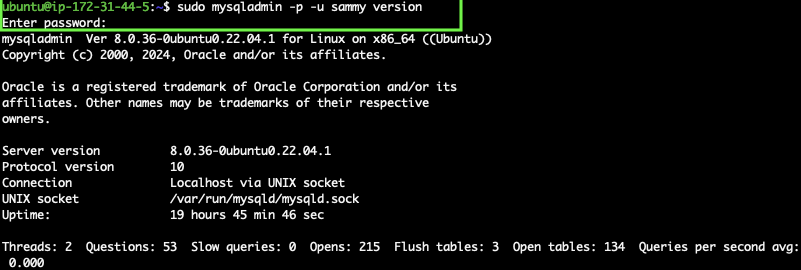 ubuntu@ip-172-31-44-5:~$ sudo mysqladmin -p -u sammy version
Enter password:
mysqladmin  Ver 8.0.36-0ubuntu0.22.04.1 for Linux on x86_64 ((Ubuntu))
Copyright (c) 2000, 2024, Oracle and/or its affiliates.

Oracle is a registered trademark of Oracle Corporation and/or its
affiliates. Other names may be trademarks of their respective
owners.

Server version          8.0.36-0ubuntu0.22.04.1
Protocol version        10
Connection              Localhost via UNIX socket
UNIX socket             /var/run/mysqld/mysqld.sock
Uptime:                 19 hours 45 min 46 sec

Threads: 2  Questions: 53  Slow queries: 0  Opens: 215  Flush tables: 3  Open tables: 134  Queries per second avg:
 0.000